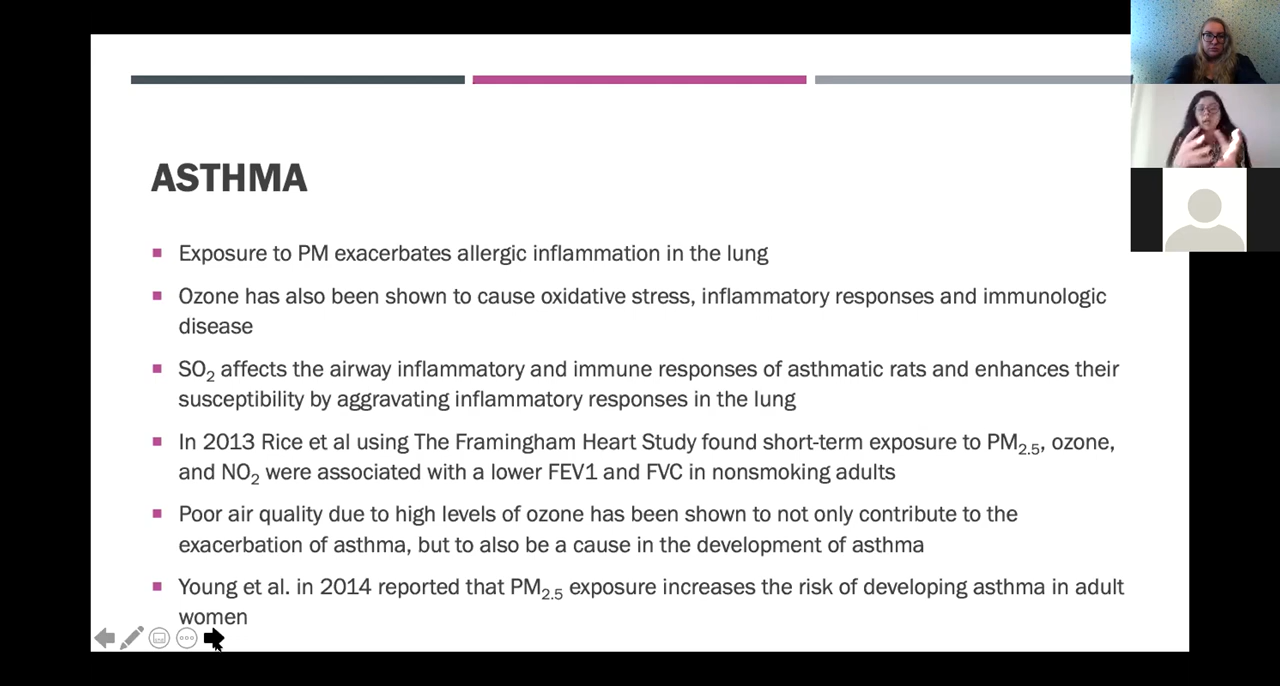 ASTHMA
Exposure to PM exacerbates allergic inflammation in the lung
Ozone has also been shown to cause oxidative stress, inflammatory responses and immunologic
disease
SO₂ affects the airway inflammatory and immune responses of asthmatic rats and enhances their
susceptibility by aggravating inflammatory responses in the lung
In 2013 Rice et al using The Framingham Heart Study found short-term exposure to PM₂.₅, ozone,
and NO₂ were associated with a lower FEV1 and FVC in nonsmoking adults
Poor air quality due to high levels of ozone has been shown to not only contribute to the
exacerbation of asthma, but to also be a cause in the development of asthma
Young et al. in 2014 reported that PM₂.₅ exposure increases the risk of developing asthma in adult
women